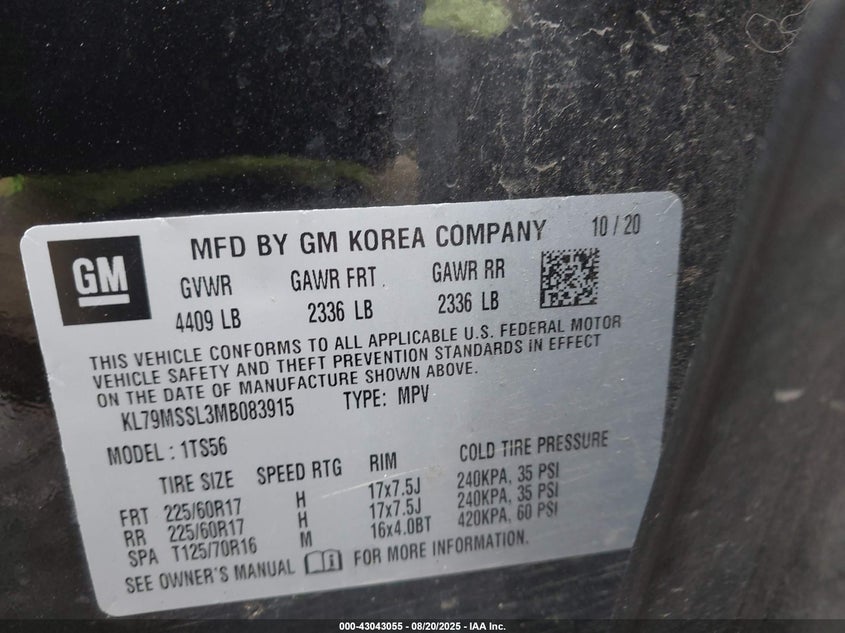 GM
MFD BY GM KOREA COMPANY 10 / 20
GVWR GAWR FRT GAWR RR
4409 LB 2336 LB 2336 LB
THIS VEHICLE CONFORMS TO ALL APPLICABLE U.S. FEDERAL MOTOR
VEHICLE SAFETY AND THEFT PREVENTION STANDARDS IN EFFECT
ON THE DATE OF MANUFACTURE SHOWN ABOVE.
KL79MSSL3MB083915 TYPE: MPV
MODEL : 1TS56
TIRE SIZE SPEED RTG RIM COLD TIRE PRESSURE
FRT 225/60R17 H 17x7.5J 240KPA, 35 PSI
RR 225/60R17 H 17x7.5J 240KPA, 35 PSI
SPA T125/70R16 M 16x4.0BT 420KPA, 60 PSI
SEE OWNER'S MANUAL FOR MORE INFORMATION.
000-43043055 - 08/20/2025 - IAA Inc.